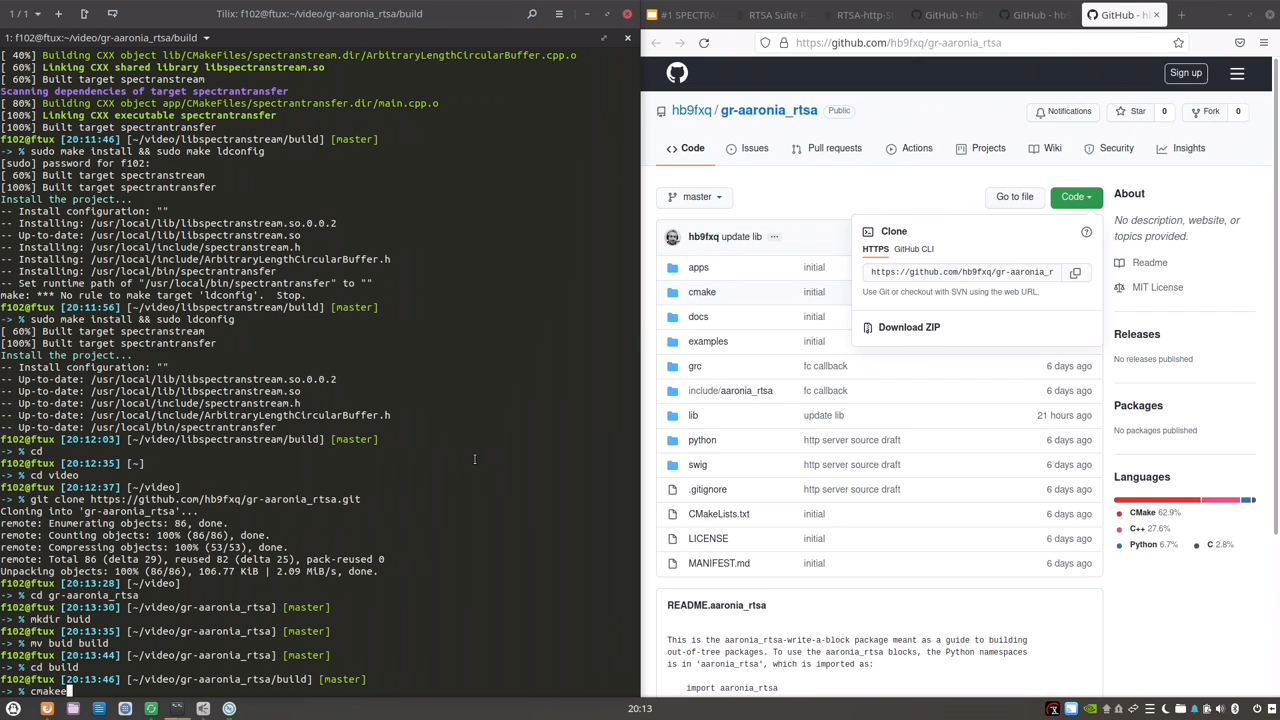 1 / 1
Tilix: f102@ftux:~/video/gr-aaronia_rtsa/build
1: f102@ftux:~/video/gr-aaronia_rtsa/build
[ 40%] Building CXX object lib/CMakeFiles/spectranstream.dir/ArbitraryLengthCircularBuffer.cpp.o
[ 60%] Linking CXX shared library libspectranstream.so
[ 60%] Built target spectranstream
Scanning dependencies of target spectrantransfer
[ 80%] Building CXX object app/CMakeFiles/spectrantransfer.dir/main.cpp.o
[100%] Linking CXX executable spectrantransfer
[100%] Built target spectrantransfer
f102@ftux [20:11:46] [~/video/libspectranstream/build] [master]
-> % sudo make install && sudo make ldconfig
[sudo] password for f102:
[ 60%] Built target spectranstream
[100%] Built target spectrantransfer
Install the project...
-- Install configuration: ""
-- Installing: /usr/local/lib/libspectranstream.so.0.0.2
-- Up-to-date: /usr/local/lib/libspectranstream.so
-- Installing: /usr/local/include/spectranstream.h
-- Installing: /usr/local/include/ArbitraryLengthCircularBuffer.h
-- Installing: /usr/local/bin/spectrantransfer
-- Set runtime path of "/usr/local/bin/spectrantransfer" to ""
make: *** No rule to make target 'ldconfig'.  Stop.
f102@ftux [20:11:56] [~/video/libspectranstream/build] [master]
-> % sudo make install && sudo ldconfig
[ 60%] Built target spectranstream
[100%] Built target spectrantransfer
Install the project...
-- Install configuration: ""
-- Up-to-date: /usr/local/lib/libspectranstream.so.0.0.2
-- Up-to-date: /usr/local/lib/libspectranstream.so
-- Up-to-date: /usr/local/include/spectranstream.h
-- Up-to-date: /usr/local/include/ArbitraryLengthCircularBuffer.h
-- Up-to-date: /usr/local/bin/spectrantransfer
f102@ftux [20:12:03] [~/video/libspectranstream/build] [master]
-> % cd
f102@ftux [20:12:35] [~]
-> % cd video
f102@ftux [20:12:37] [~/video]
-> % git clone https://github.com/hb9fxq/gr-aaronia_rtsa.git
Cloning into 'gr-aaronia_rtsa'...
remote: Enumerating objects: 86, done.
remote: Counting objects: 100% (86/86), done.
remote: Compressing objects: 100% (53/53), done.
remote: Total 86 (delta 29), reused 82 (delta 25), pack-reused 0
Unpacking objects: 100% (86/86), 106.77 KiB | 2.09 MiB/s, done.
f102@ftux [20:13:28] [~/video]
-> % cd gr-aaronia_rtsa
f102@ftux [20:13:30] [~/video/gr-aaronia_rtsa] [master]
-> % mkdir buid
f102@ftux [20:13:35] [~/video/gr-aaronia_rtsa] [master]
-> % mv buid build
f102@ftux [20:13:44] [~/video/gr-aaronia_rtsa] [master]
-> % cd build
f102@ftux [20:13:46] [~/video/gr-aaronia_rtsa/build] [master]
-> % cmakee
#1 SPECTRA
RTSA Suite P
RTSA-http-S
GitHub - hb9
GitHub - hb9
GitHub - hb
https://github.com/hb9fxq/gr-aaronia_rtsa
Sign up
hb9fxq / gr-aaronia_rtsa Public
Notifications
Star 0
Fork 0
Code
Issues
Pull requests
Actions
Projects
Wiki
Security
Insights
master
Go to file
Code
hb9fxq update lib
apps initial
cmake initial
docs initial
examples initial
grc fc callback 6 days ago
include/aaronia_rtsa fc callback 6 days ago
lib update lib 21 hours ago
python http server source draft 6 days ago
swig initial 6 days ago
.gitignore http server source draft 6 days ago
CMakeLists.txt initial 6 days ago
LICENSE initial 6 days ago
MANIFEST.md initial 6 days ago
Clone
HTTPS GitHub CLI
https://github.com/hb9fxq/gr-aaronia_r
Use Git or checkout with SVN using the web URL.
Download ZIP
README.aaronia_rtsa
This is the aaronia_rtsa-write-a-block package meant as a guide to building
out-of-tree packages. To use the aaronia_rtsa blocks, the Python namespaces
is in 'aaronia_rtsa', which is imported as:
import aaronia_rtsa
About
No description, website, or
topics provided.
Readme
MIT License
Releases
No releases published
Packages
No packages published
Languages
CMake 62.9%
C++ 27.6%
Python 6.7%
C 2.8%
20:13